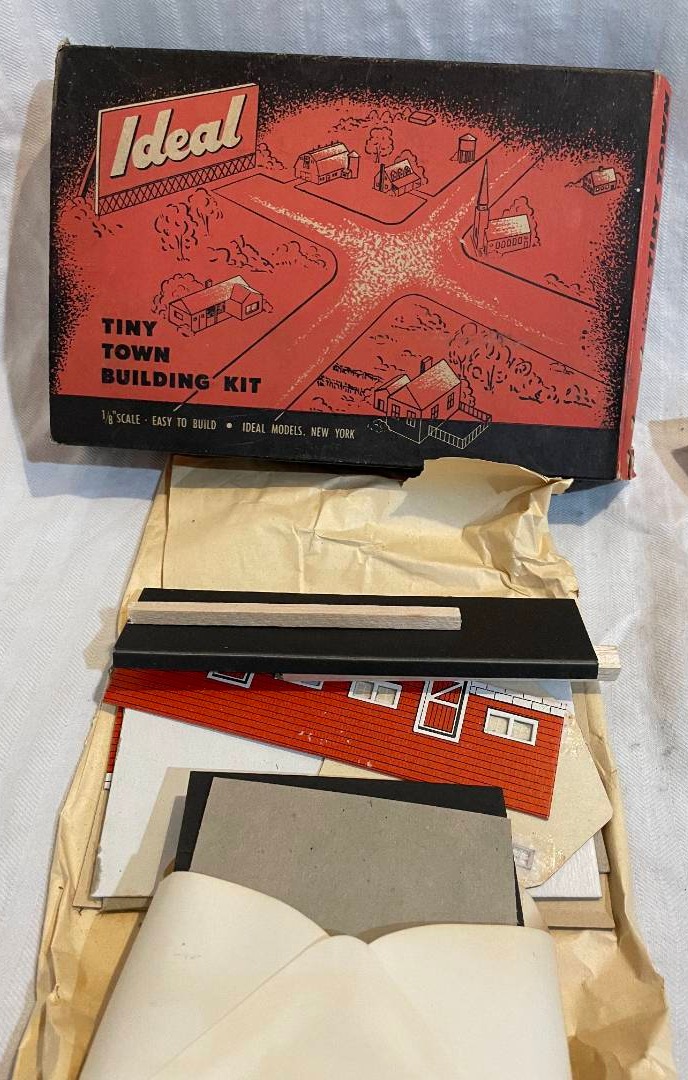 Ideal
TINY
TOWN
BUILDING KIT
1/8" SCALE - EASY TO BUILD • IDEAL MODELS, NEW YORK
TINY TOWN